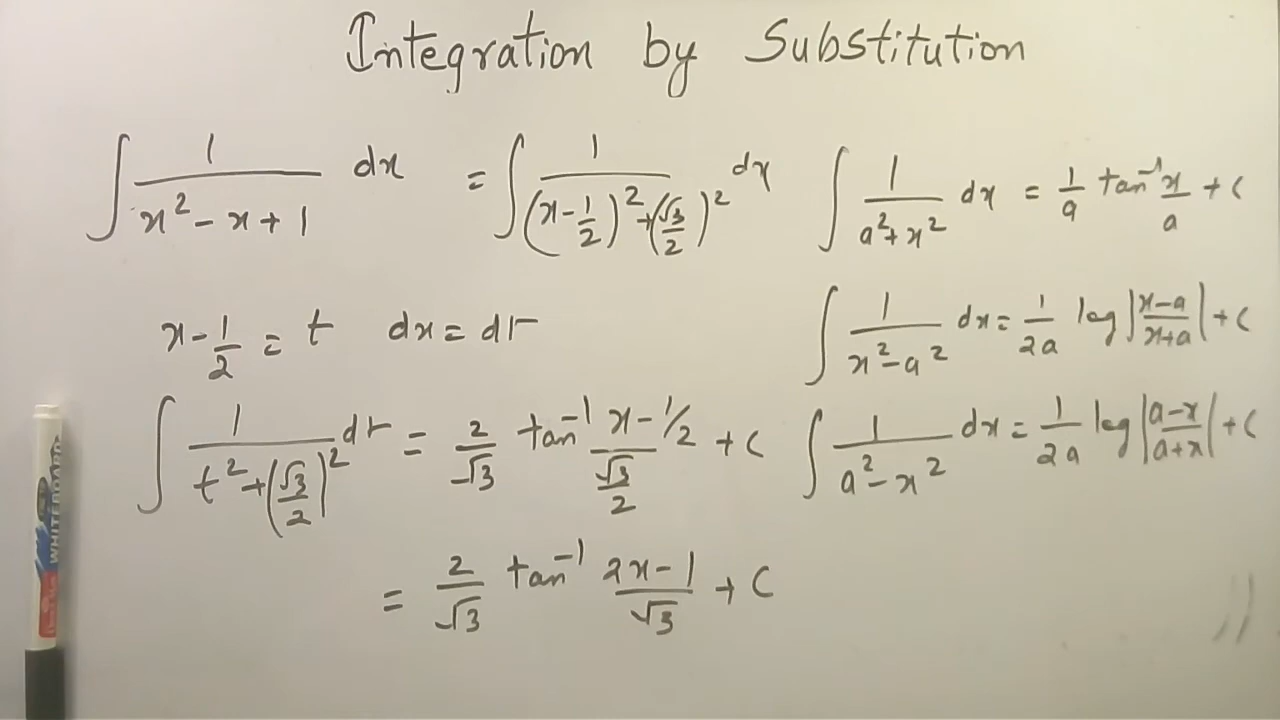 Integration by Substitution
∫ 1/(x² - x + 1) dx = ∫ 1/((x - 1/2)² + (√3/2)²) dx
∫ 1/(a² + x²) dx = 1/a tan⁻¹ x/a + C
x - 1/2 = t dx = dt
∫ 1/(x² - a²) dx = 1/2a log |(x-a)/(x+a)| + C
∫ 1/(t² + (√3/2)²) dt = 2/√3 tan⁻¹ (x - 1/2)/(√3/2) + C
∫ 1/(a² - x²) dx = 1/2a log |(a-x)/(a+x)| + C
= 2/√3 tan⁻¹ (2x - 1)/√3 + C
WHITEBOARD